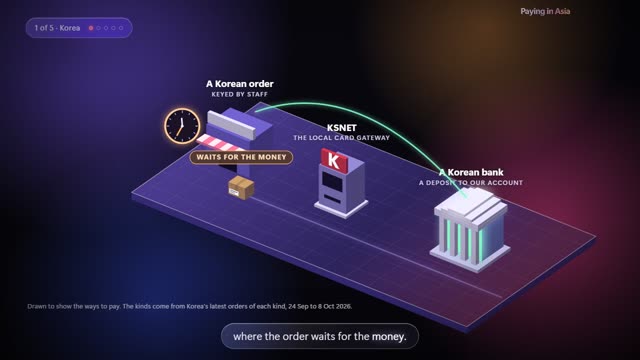 1 of 5 · Korea
Paying in Asia
A Korean order
KEYED BY STAFF
WAITS FOR THE MONEY
KSNET
THE LOCAL CARD GATEWAY
K
A Korean bank
A DEPOSIT TO OUR ACCOUNT
Drawn to show the ways to pay. The kinds come from Korea's latest orders of each kind, 24 Sep to 8 Oct 2026.
where the order waits for the money.